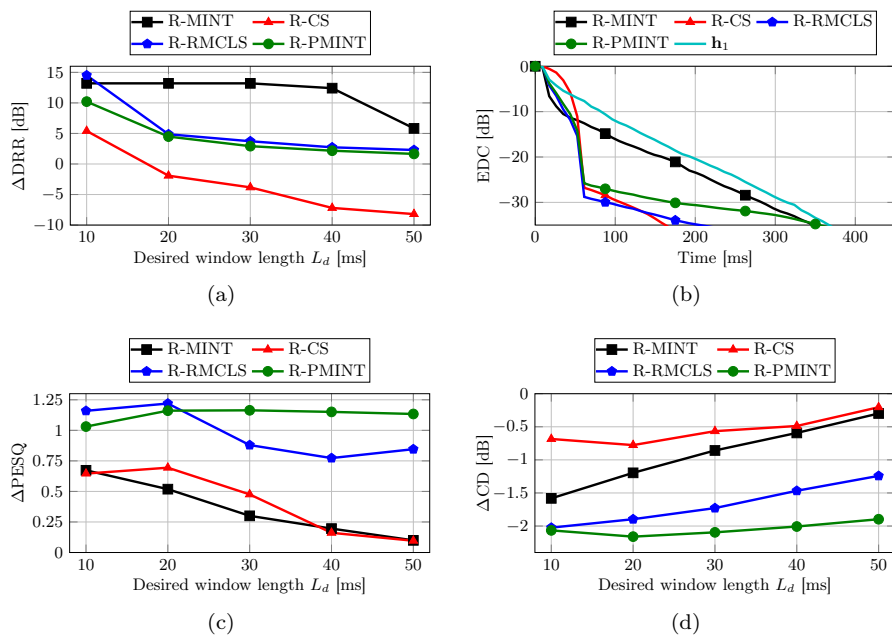 R-MINT R-CS
R-RMCLS R-PMINT
15
10
5
0
−5
−10
ΔDRR [dB]
10 20 30 40 50
Desired window length L_d [ms]
(a)
R-MINT R-CS R-RMCLS
R-PMINT h₁
0
−10
−20
−30
EDC [dB]
0 100 200 300 400
Time [ms]
(b)
R-MINT R-CS
R-RMCLS R-PMINT
1.25
1
0.75
0.5
0.25
0
ΔPESQ
10 20 30 40 50
Desired window length L_d [ms]
(c)
R-MINT R-CS
R-RMCLS R-PMINT
0
−0.5
−1
−1.5
−2
ΔCD [dB]
10 20 30 40 50
Desired window length L_d [ms]
(d)